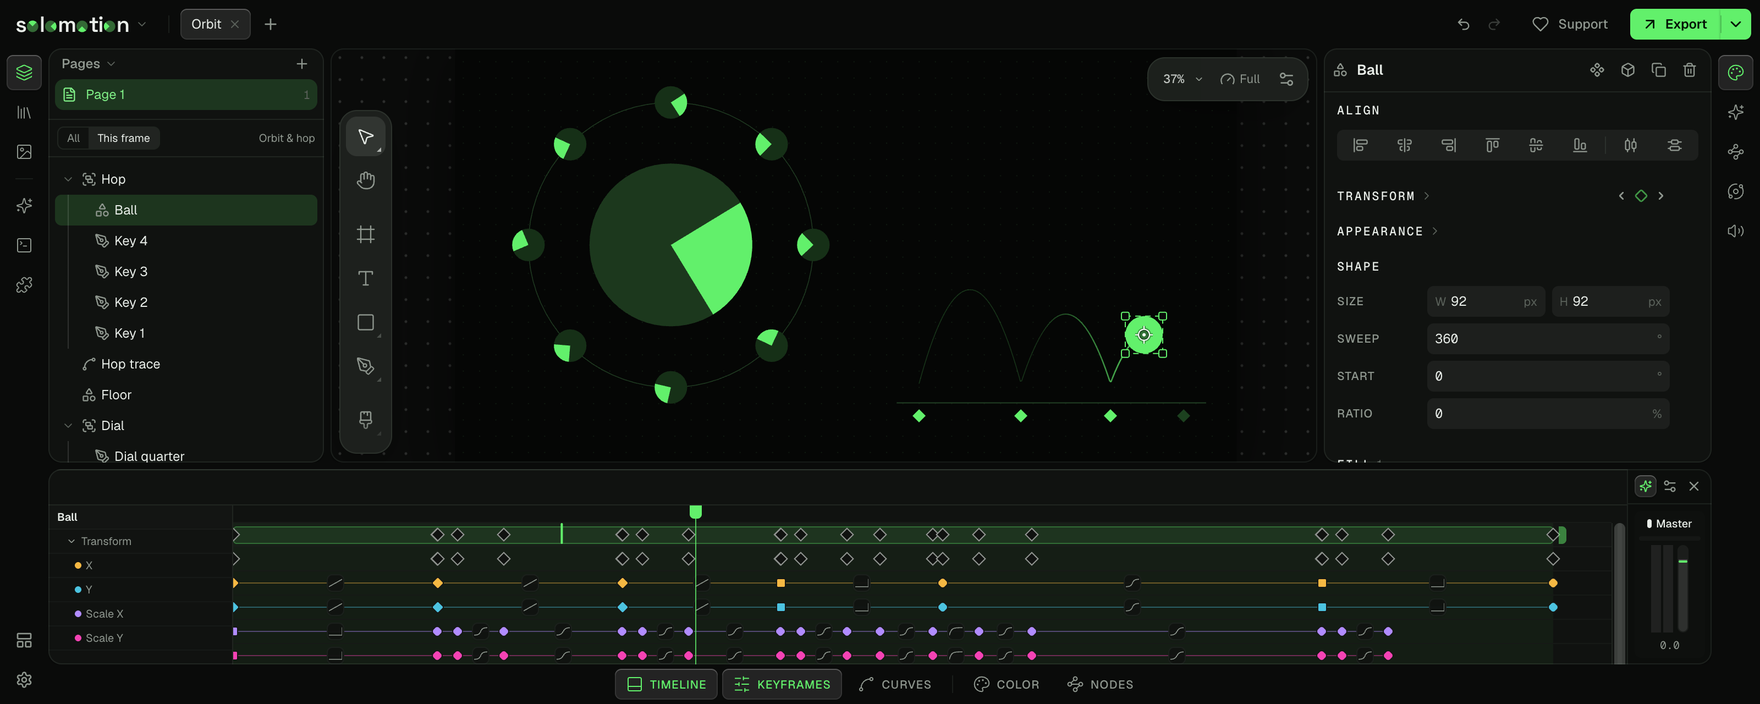 solomotion
Orbit
Support
Export
Pages
Page 1
1
All
This frame
Orbit & hop
Hop
Ball
Key 4
Key 3
Key 2
Key 1
Hop trace
Floor
Dial
Dial quarter
37%
Full
Ball
ALIGN
TRANSFORM
APPEARANCE
SHAPE
SIZE W 92 px H 92 px
SWEEP 360 °
START 0 °
RATIO 0 %
Ball
Transform
X
Y
Scale X
Scale Y
Master
0.0
TIMELINE
KEYFRAMES
CURVES
COLOR
NODES